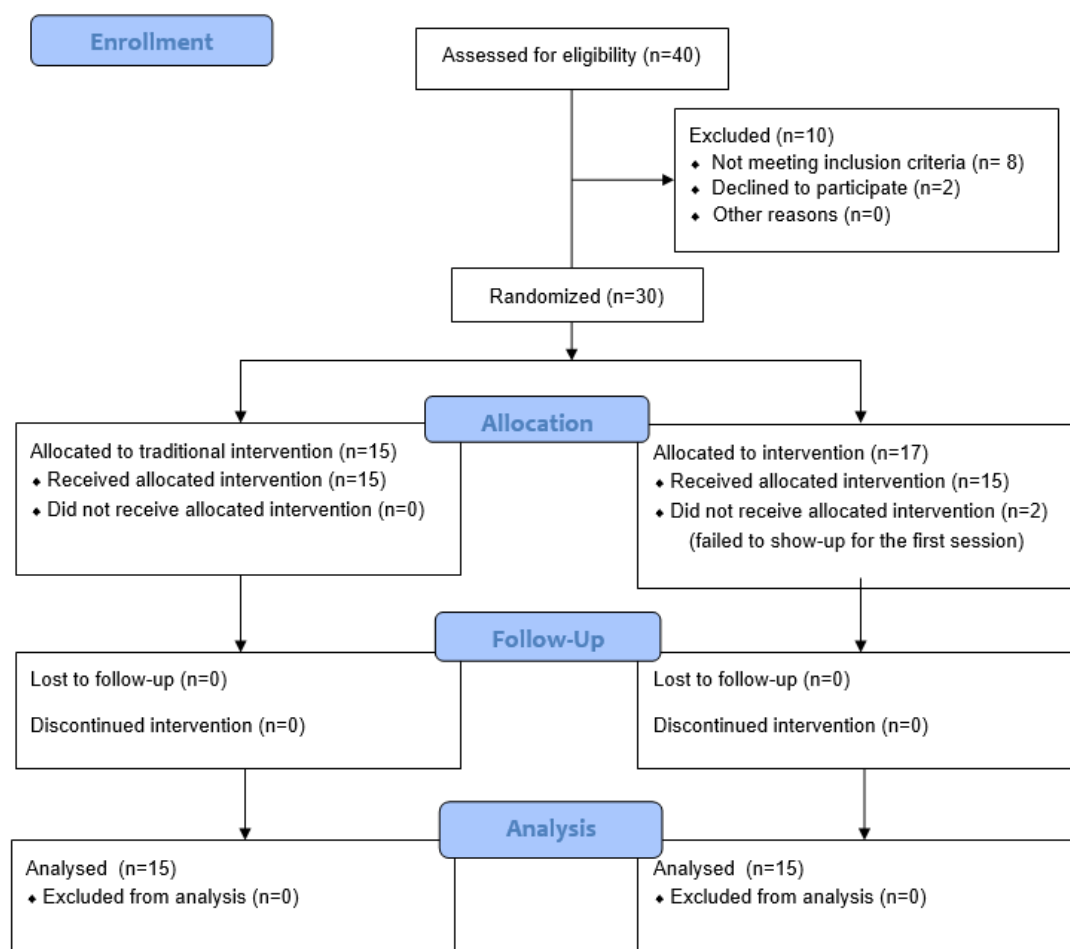 Enrollment
Assessed for eligibility (n=40)
Excluded (n=10)
⬥ Not meeting inclusion criteria (n= 8)
⬥ Declined to participate (n=2)
⬥ Other reasons (n=0)
Randomized (n=30)
Allocation
Allocated to traditional intervention (n=15)
⬥ Received allocated intervention (n=15)
⬥ Did not receive allocated intervention (n=0)
Allocated to intervention (n=17)
⬥ Received allocated intervention (n=15)
⬥ Did not receive allocated intervention (n=2)
(failed to show-up for the first session)
Follow-Up
Lost to follow-up (n=0)
Discontinued intervention (n=0)
Lost to follow-up (n=0)
Discontinued intervention (n=0)
Analysis
Analysed (n=15)
⬥ Excluded from analysis (n=0)
Analysed (n=15)
⬥ Excluded from analysis (n=0)